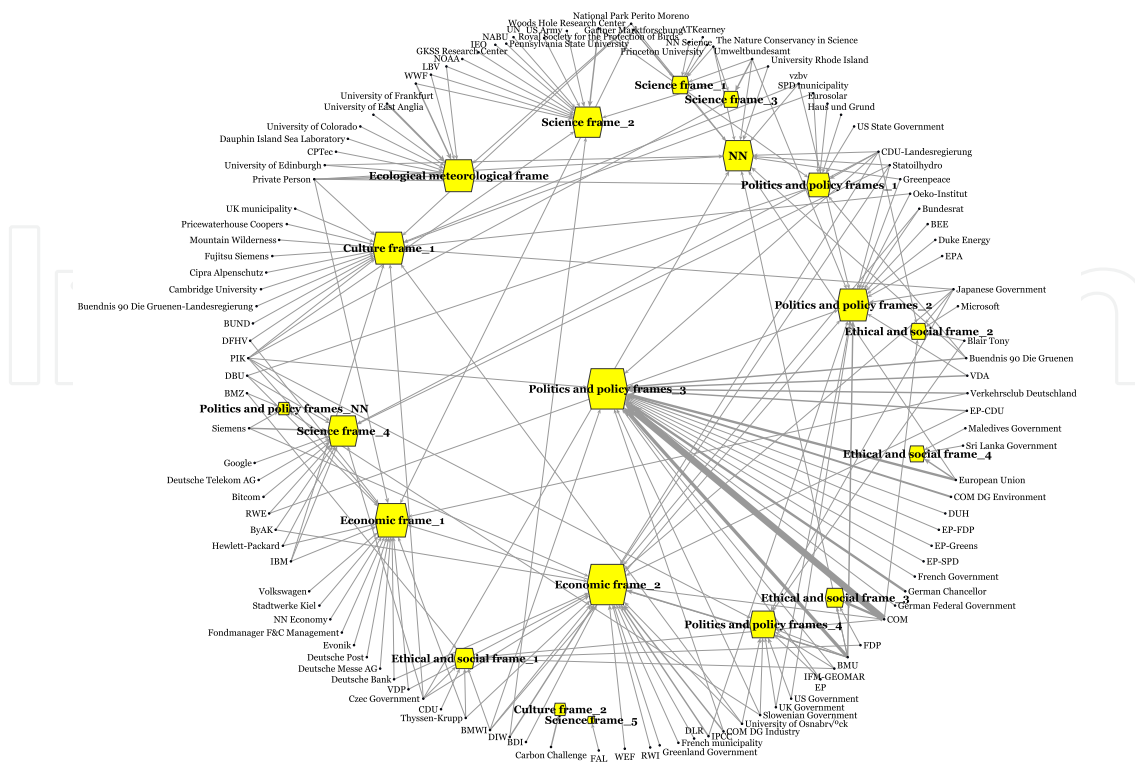 National Park Perito Moreno
Woods Hole Research Center
UN
US Army
Gartner Marktforschung
ATKearney
NABU
Royal Society for the Protection of Birds
NN Science
The Nature Conservancy in Science
IEQ
Pennsylvania State University
Princeton University
Umweltbundesamt
GKSS Research Center
NOAA
University Rhode Island
LBV
WWF
vzbv
Science frame_1
SPD municipality
University of Frankfurt
Science frame_3
Eurosolar
University of East Anglia
Haus und Grund
Science frame_2
University of Colorado
US State Government
Dauphin Island Sea Laboratory
CPTec
NN
CDU-Landesregierung
University of Edinburgh
Statoilhydro
Private Person
Ecological meteorological frame
Politics and policy frames_1
Greenpeace
Oeko-Institut
UK municipality
Bundesrat
Pricewaterhouse Coopers
BEE
Mountain Wilderness
Culture frame_1
Duke Energy
Fujitsu Siemens
EPA
Cipra Alpenschutz
Cambridge University
Japanese Government
Buendnis 90 Die Gruenen-Landesregierung
Politics and policy frames_2
Microsoft
BUND
Ethical and social frame_2
DFHV
Blair Tony
PIK
Buendnis 90 Die Gruenen
DBU
VDA
BMZ
Politics and policy frames_3
Verkehrsclub Deutschland
Politics and policy frames_NN
EP-CDU
Siemens
Science frame_4
Maledives Government
Sri Lanka Government
Ethical and social frame_4
Google
Deutsche Telekom AG
European Union
Bitcom
COM DG Environment
RWE
DUH
ByAK
Economic frame_1
EP-FDP
Hewlett-Packard
EP-Greens
IBM
EP-SPD
French Government
Volkswagen
Economic frame_2
German Chancellor
Stadtwerke Kiel
Ethical and social frame_3
German Federal Government
NN Economy
COM
Fondmanager F&C Management
Politics and policy frames_4
Evonik
FDP
Deutsche Post
Ethical and social frame_1
BMU
Deutsche Messe AG
IFM-GEOMAR
Deutsche Bank
EP
VDP
Czec Government
US Government
CDU
Culture frame_2
UK Government
Thyssen-Krupp
Science frame_5
Slovenian Government
BMWI
University of Osnabr√ºck
DIW
DLR
IPCC
COM DG Industry
BDI
French municipality
Carbon Challenge
FAL
WEF
RWI
Greenland Government